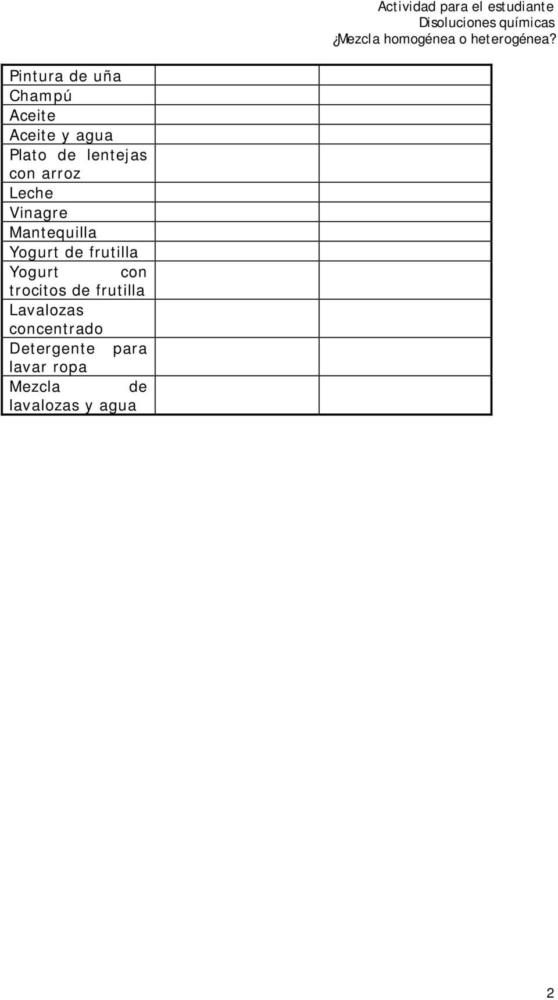 Actividad para el estudiante
Disoluciones químicas
¿Mezcla homogénea o heterogénea?
Pintura de uña
Champú
Aceite
Aceite y agua
Plato de lentejas
con arroz
Leche
Vinagre
Mantequilla
Yogurt de frutilla
Yogurt con
trocitos de frutilla
Lavalozas
concentrado
Detergente para
lavar ropa
Mezcla de
lavalozas y agua
2